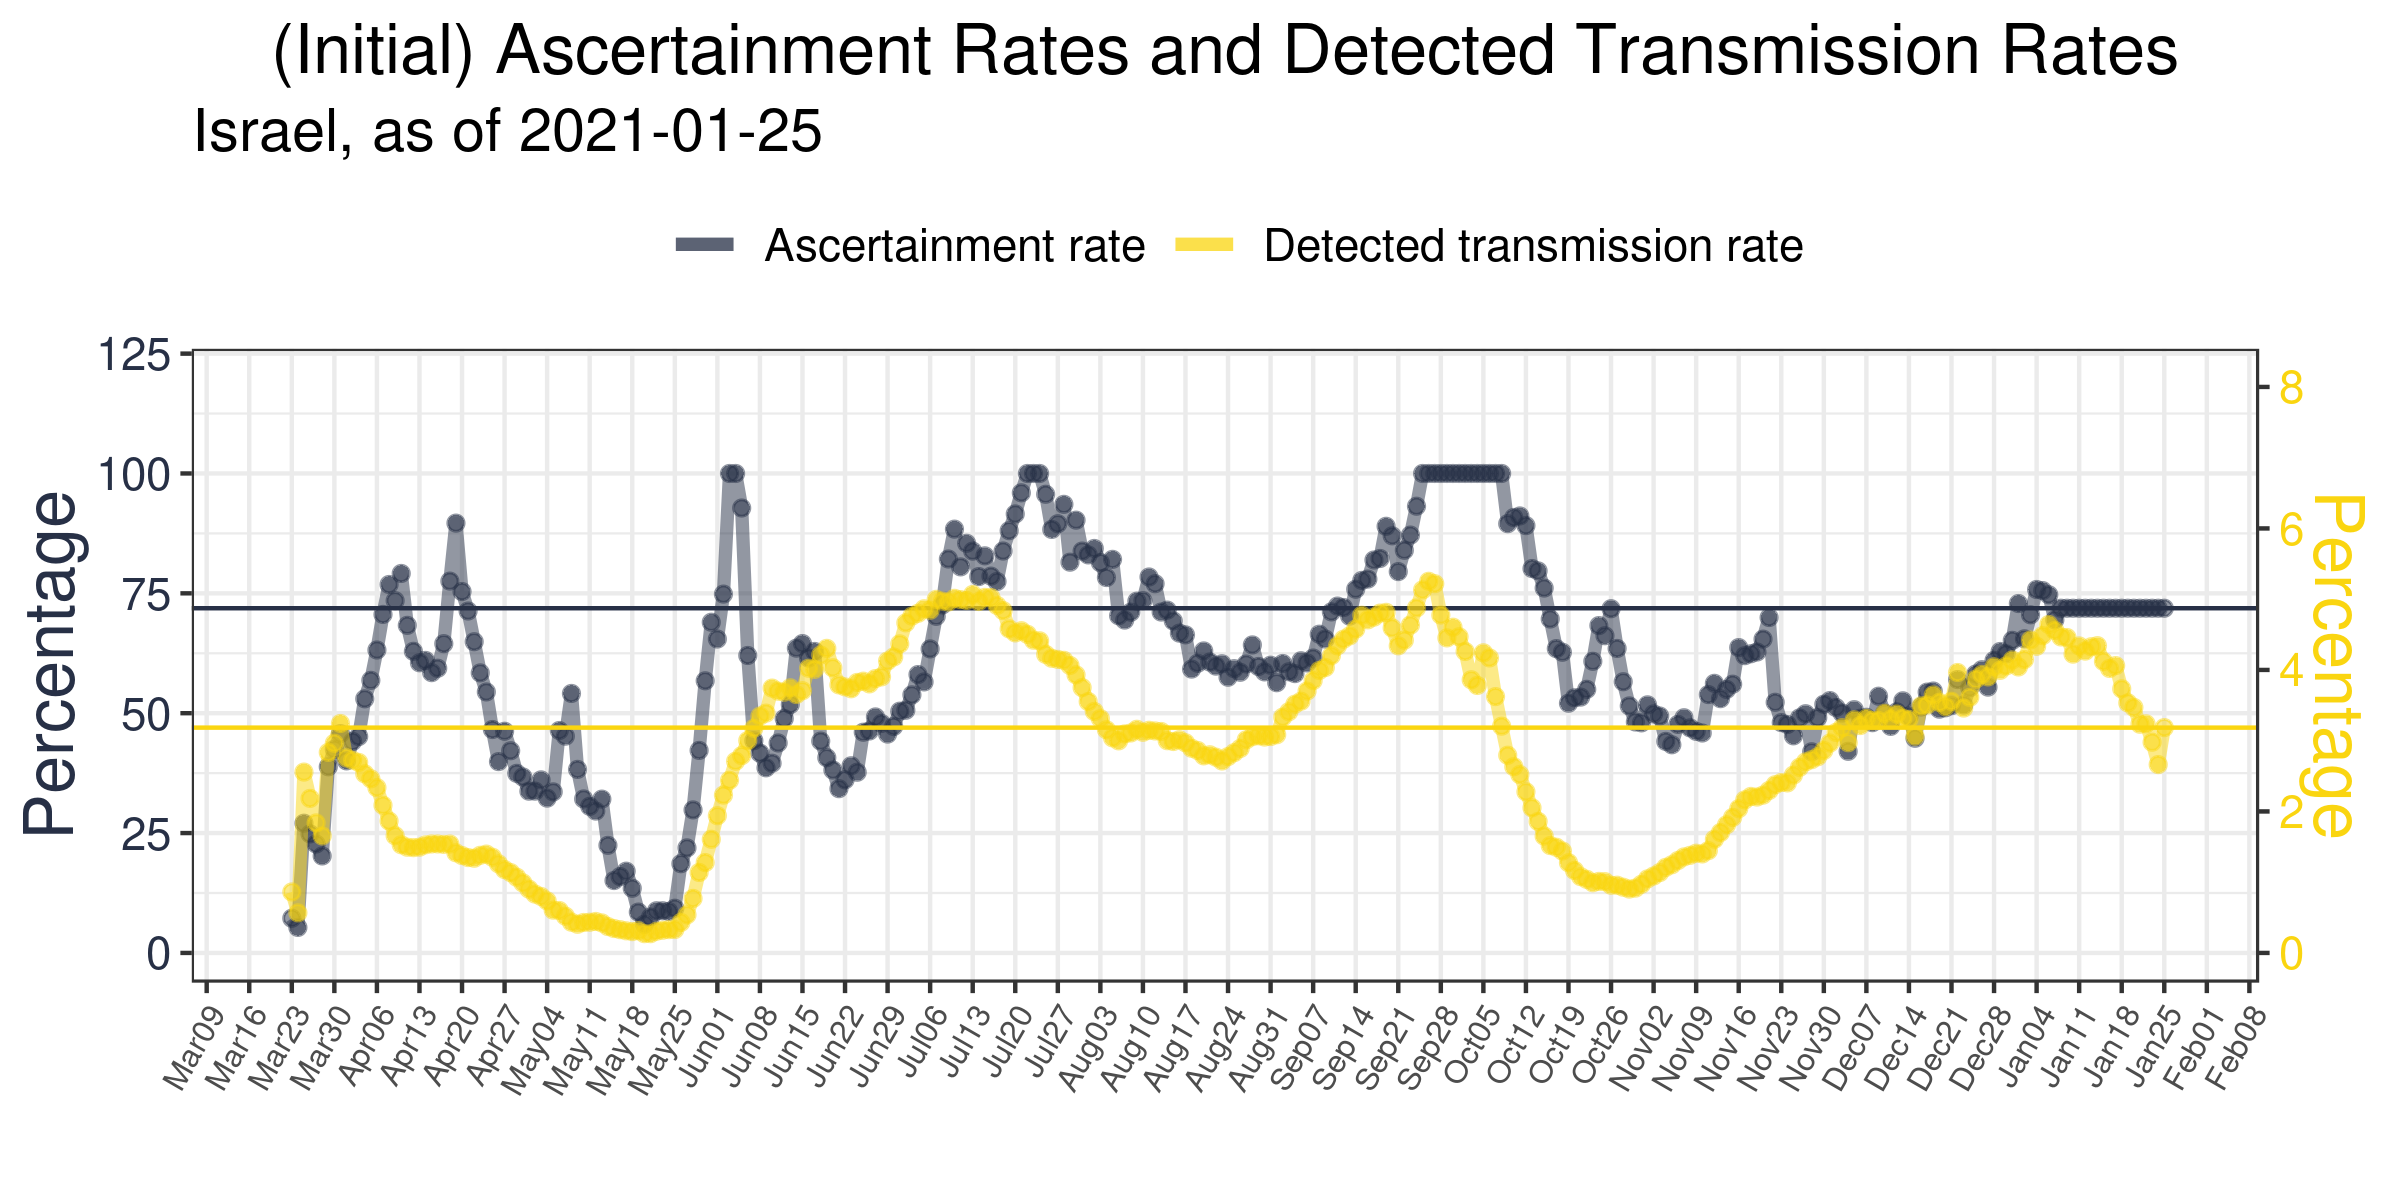 (Initial) Ascertainment Rates and Detected Transmission Rates
Israel, as of 2021-01-25
Ascertainment rate
Detected transmission rate
125
100
75
50
25
0
Percentage
8
6
4
2
0
Percentage
Mar09
Mar16
Mar23
Mar30
Apr06
Apr13
Apr20
Apr27
May04
May11
May18
May25
Jun01
Jun08
Jun15
Jun22
Jun29
Jul06
Jul13
Jul20
Jul27
Aug03
Aug10
Aug17
Aug24
Aug31
Sep07
Sep14
Sep21
Sep28
Oct05
Oct12
Oct19
Oct26
Nov02
Nov09
Nov16
Nov23
Nov30
Dec07
Dec14
Dec21
Dec28
Jan04
Jan11
Jan18
Jan25
Feb01
Feb08